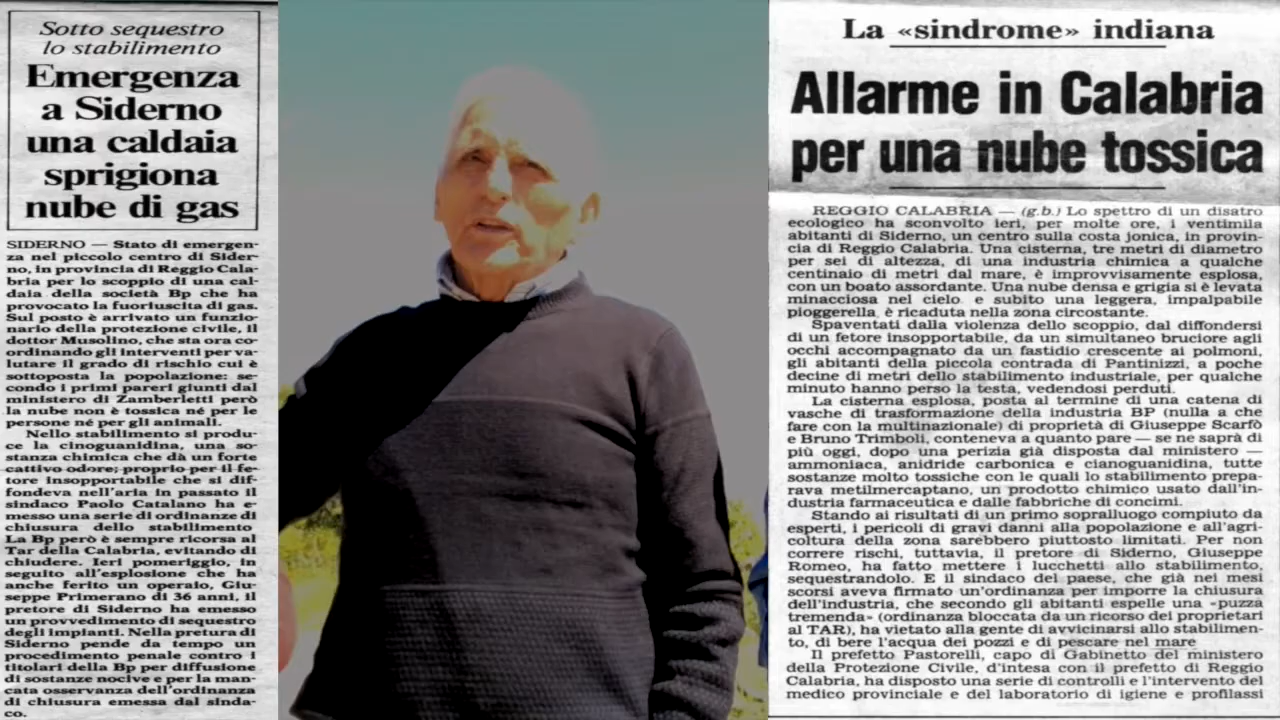 Sotto sequestro
lo stabilimento
Emergenza
a Siderno
una caldaia
sprigiona
nube di gas
SIDERNO — Stato di emergen-
za nel piccolo centro di Sider-
no, in provincia di Reggio Cala-
bria per lo scoppio di una cal-
daia della società Bp che ha
provocato la fuoriuscita di gas.
Sul posto è arrivato un funzio-
nario della protezione civile, il
dottor Musolino, che sta ora co-
ordinando gli interventi per va-
lutare il grado di rischio cui è
sottoposta la popolazione: se-
condo i primi pareri giunti dal
ministero di Zamberletti però
la nube non è tossica né per le
persone né per gli animali.
Nello stabilimento si produ-
ce la cinoguanidina, una so-
stanza chimica che dà un forte
cattivo odore; proprio per il fe-
tore insopportabile che si dif-
fondeva nell'aria in passato il
sindaco Paolo Catalano ha e-
messo una serie di ordinanze di
chiusura dello stabilimento
La Bp però è sempre ricorsa al
Tar della Calabria, evitando di
chiudere. Ieri pomeriggio, in
seguito all'esplosione che ha
anche ferito un operaio, Giu-
seppe Primerano di 36 anni, il
pretore di Siderno ha emesso
un provvedimento di sequestro
degli impianti. Nella pretura di
Siderno pende da tempo un
procedimento penale contro i
titolari della Bp per diffusione
di sostanze nocive e per la man-
cata osservanza dell'ordinanza
di chiusura emessa dal sinda-
co.
La «sindrome» indiana
Allarme in Calabria
per una nube tossica
REGGIO CALABRIA — (g.b.) Lo spettro di un disatro
ecologico ha sconvolto ieri, per molte ore, i ventimila
abitanti di Siderno, un centro sulla costa jonica, in provin-
cia di Reggio Calabria. Una cisterna, tre metri di diametro
per sei di altezza, di una industria chimica a qualche
centinaio di metri dal mare, è improvvisamente esplosa,
con un boato assordante. Una nube densa e grigia si è levata
minacciosa nel cielo e subito una leggera, impalpabile
pioggerella è ricaduta nella zona circostante.
Spaventati dalla violenza dello scoppio, dal diffondersi
di un fetore insopportabile, da un simultaneo bruciore agli
occhi accompagnato da un fastidio crescente ai polmoni,
gli abitanti della piccola contrada di Pantinizzi, a poche
decine di metri dello stabilimento industriale, per qualche
minuto hanno perso la testa, vedendosi perduti.
La cisterna esplosa, posta al termine di una catena di
vasche di trasformazione della industria BP (nulla a che
fare con la multinazionale) di proprietà di Giuseppe Scarfò
e Bruno Trimboli, conteneva a quanto pare — se ne saprà di
più oggi, dopo una perizia già disposta dal ministero —
ammoniaca, anidride carbonica e cianoguanidina, tutte
sostanze molto tossiche con le quali lo stabilimento prepa-
rava metilmercaptano, un prodotto chimico usato dall'in-
dustria farmaceutica e dalle fabbriche di concimi.
Stando ai risultati di un primo sopralluogo compiuto da
esperti, i pericoli di gravi danni alla popolazione e all'agri-
coltura della zona sarebbero piuttosto limitati. Per non
correre rischi, tuttavia, il pretore di Siderno, Giuseppe
Romeo, ha fatto mettere i lucchetti allo stabilimento,
sequestrandolo. E il sindaco del paese, che già nei mesi
scorsi aveva firmato un'ordinanza per imporre la chiusura
dell'industria, che secondo gli abitanti espelle una «puzza
tremenda» (ordinanza bloccata da un ricorso dei proprietari
al TAR), ha vietato alla gente di avvicinarsi allo stabilimen-
to, di bere l'acqua dei pozzi e di pescare nel mare
Il prefetto Pastorelli, capo di Gabinetto del ministero
della Protezione Civile, d'intesa con il prefetto di Reggio
Calabria, ha disposto una serie di controlli e l'intervento del
medico provinciale e del laboratorio di igiene e profilassi